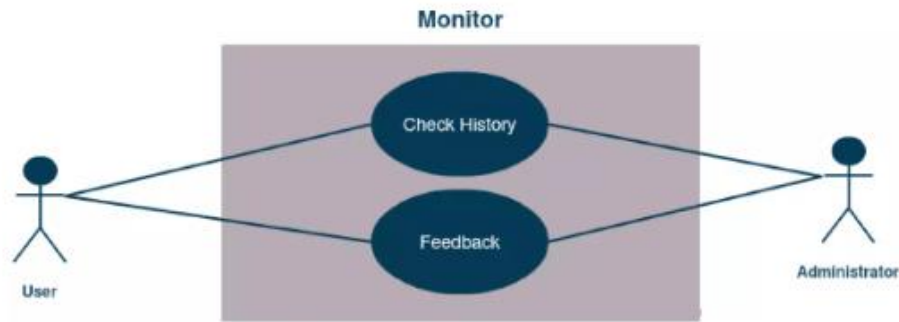 Monitor
Check History
Feedback
User
Administrator